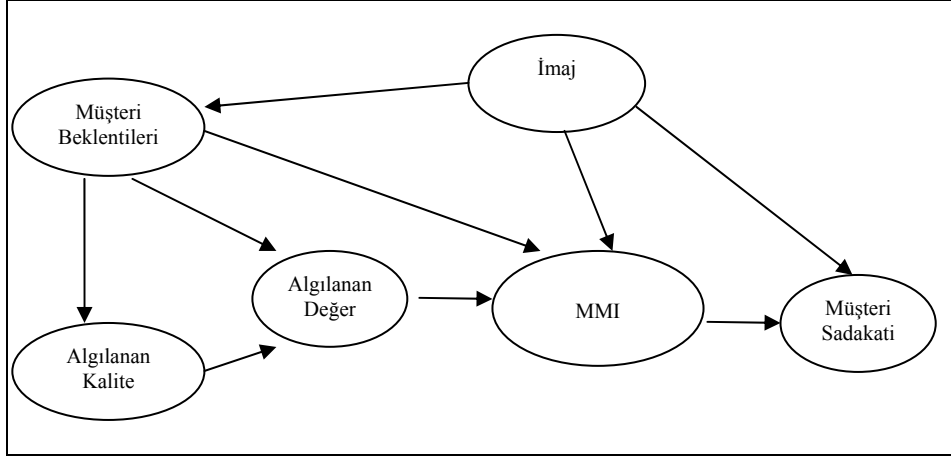 İmaj
Müşteri
Beklentileri
Algılanan
Değer
MMI
Müşteri
Sadakati
Algılanan
Kalite